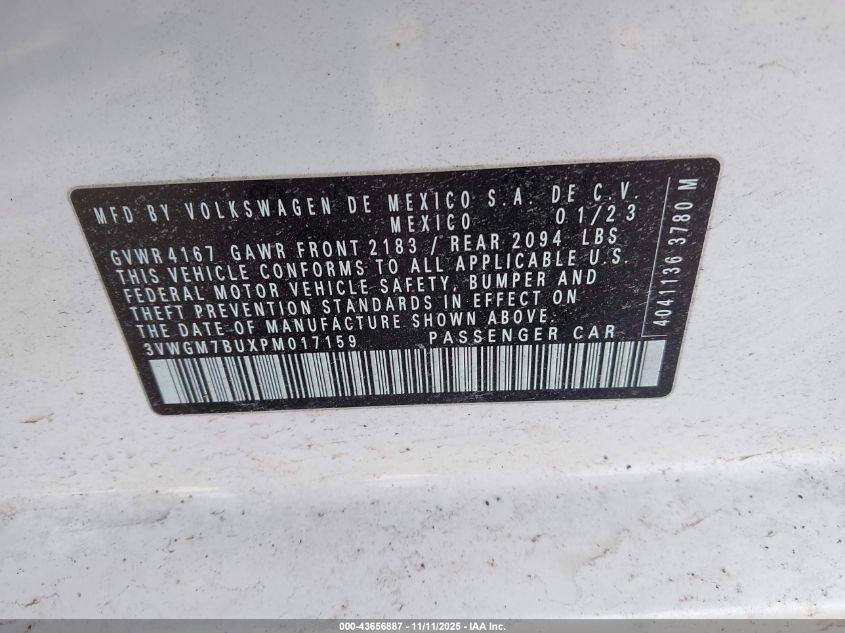 MFD BY VOLKSWAGEN DE MEXICO S.A. DE C.V.
MEXICO 01/23
GVWR 4167 GAWR FRONT 2183 / REAR 2094 LBS
THIS VEHICLE CONFORMS TO ALL APPLICABLE U.S.
FEDERAL MOTOR VEHICLE SAFETY, BUMPER AND
THEFT PREVENTION STANDARDS IN EFFECT ON
THE DATE OF MANUFACTURE SHOWN ABOVE.
3VWGM7BUXPM017159 PASSENGER CAR
4041136 3780 M
000-43656887 - 11/11/2025 - IAA Inc.